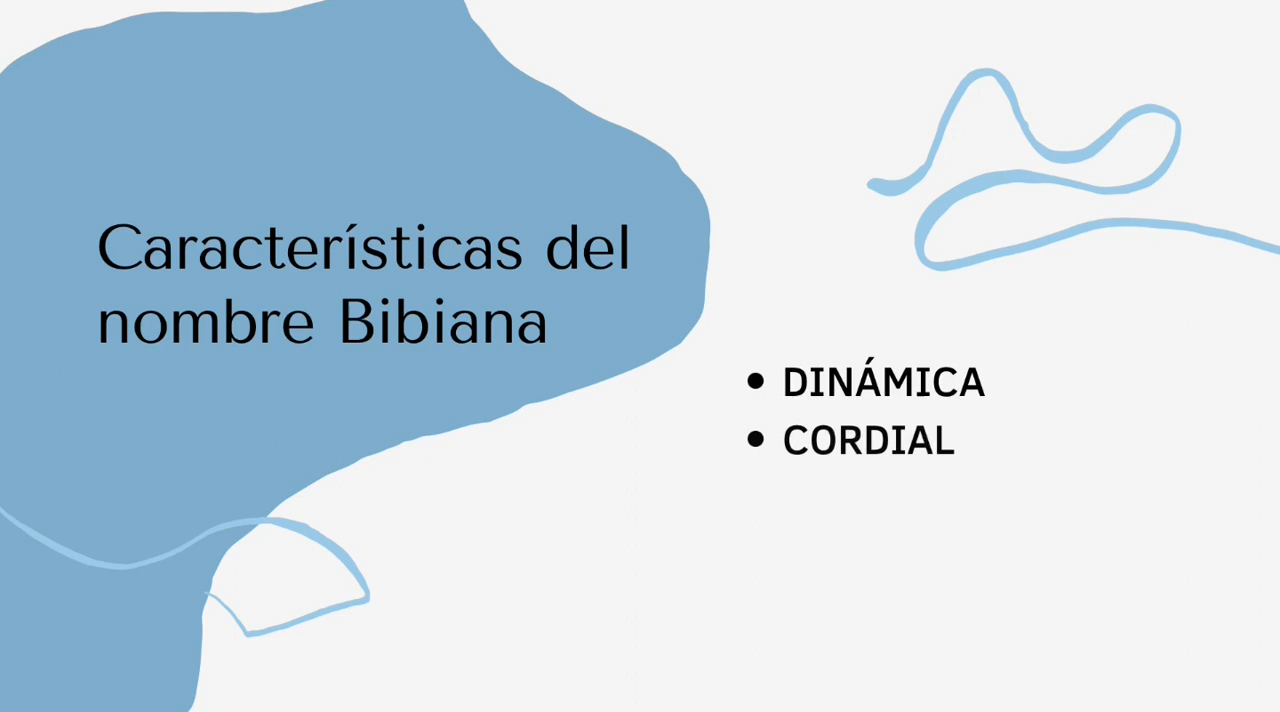 Características del
nombre Bibiana
• DINÁMICA
• CORDIAL